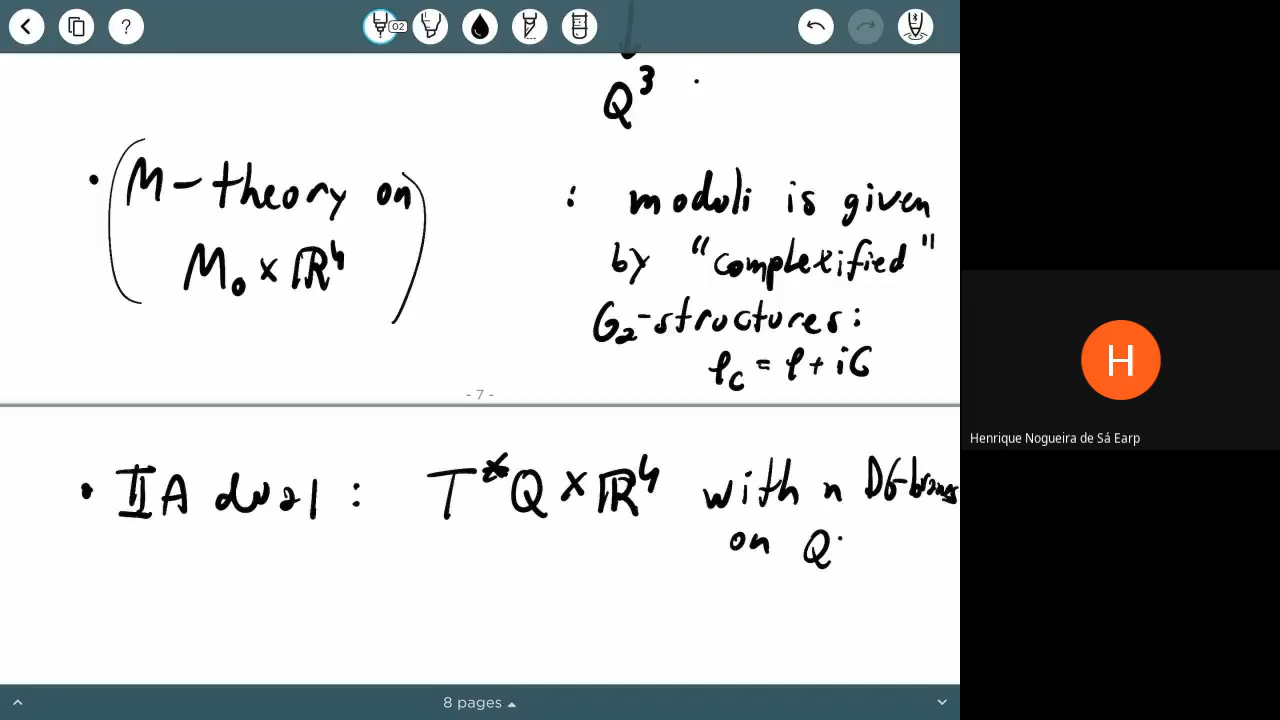 ?
02
Q³
• (M-theory on : moduli is given
M₀ × ℝ⁴) by "complexified"
G₂-structures:
φ_C = φ + iC
- 7 -
• IIA dual : T*Q × ℝ⁴ with n D6-branes
on Q.
8 pages
H
Henrique Nogueira de Sá Earp